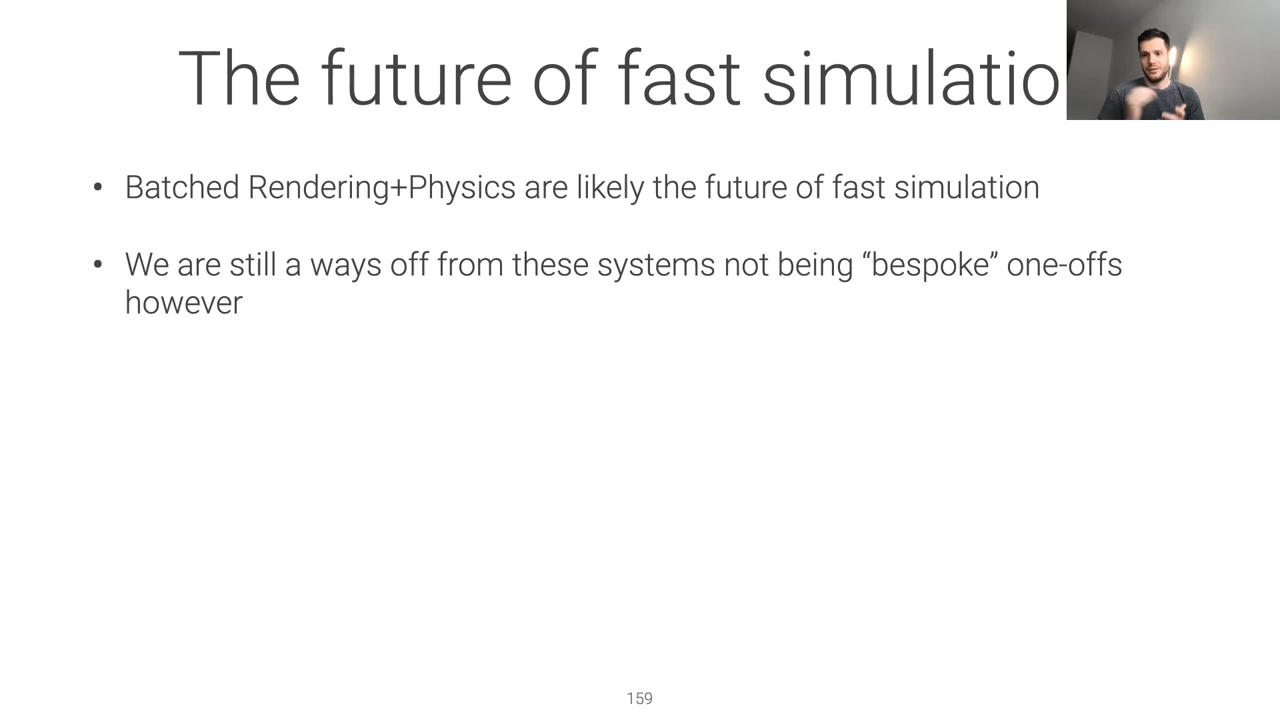 The future of fast simulatio
• Batched Rendering+Physics are likely the future of fast simulation
• We are still a ways off from these systems not being “bespoke” one-offs
however
159